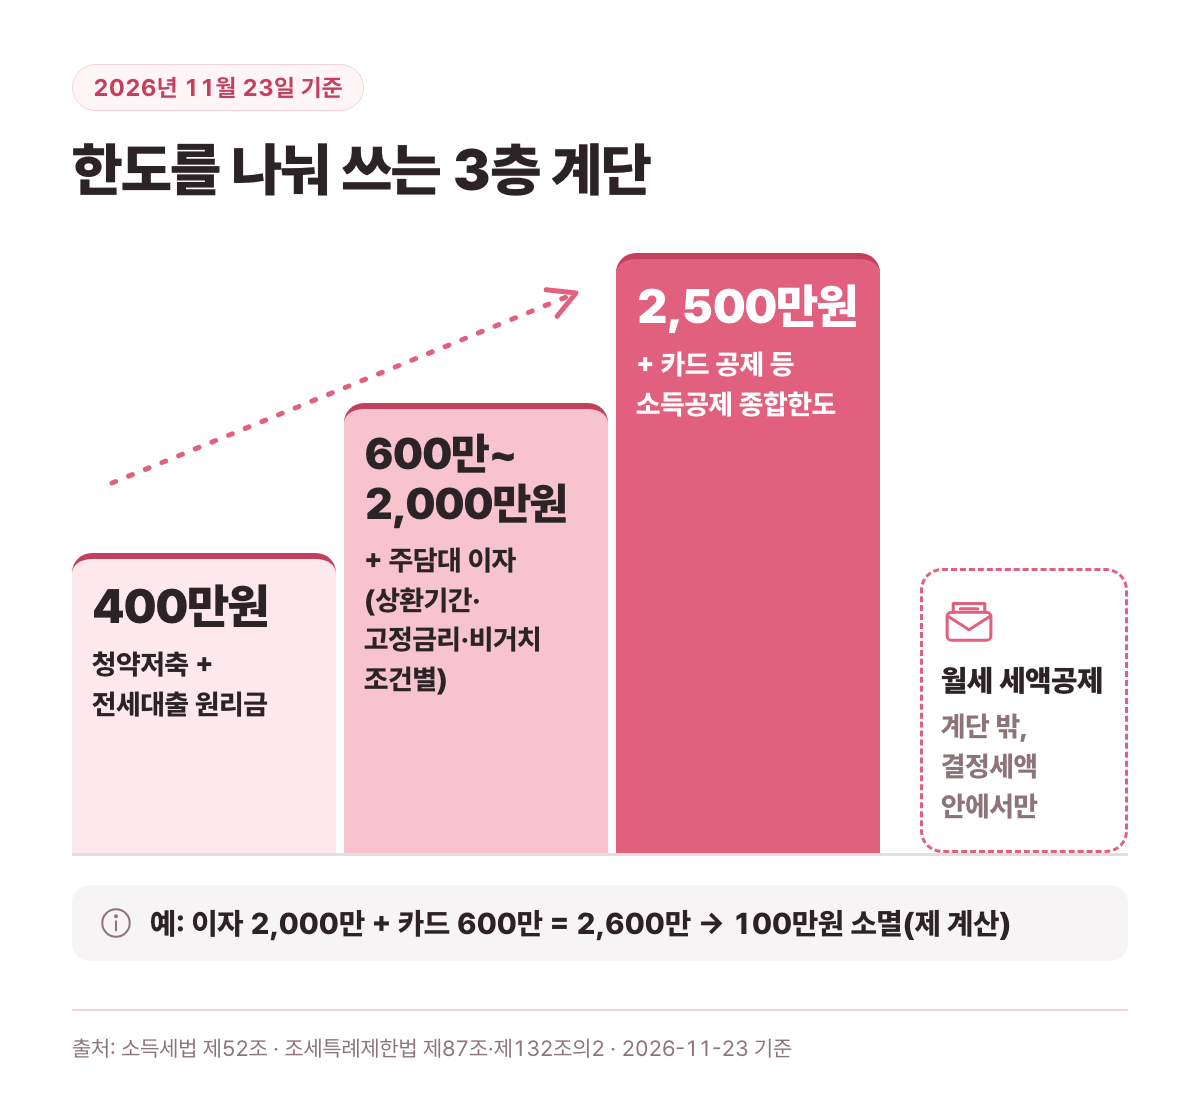 2026년 11월 23일 기준
한도를 나눠 쓰는 3층 계단
400만원
청약저축 +
전세대출 원리금
600만~
2,000만원
+ 주담대 이자
(상환기간·
고정금리·비거치
조건별)
2,500만원
+ 카드 공제 등
소득공제 종합한도
월세 세액공제
계단 밖,
결정세액
안에서만
예: 이자 2,000만 + 카드 600만 = 2,600만 → 100만원 소멸(제 계산)
출처: 소득세법 제52조 · 조세특례제한법 제87조·제132조의2 · 2026-11-23 기준